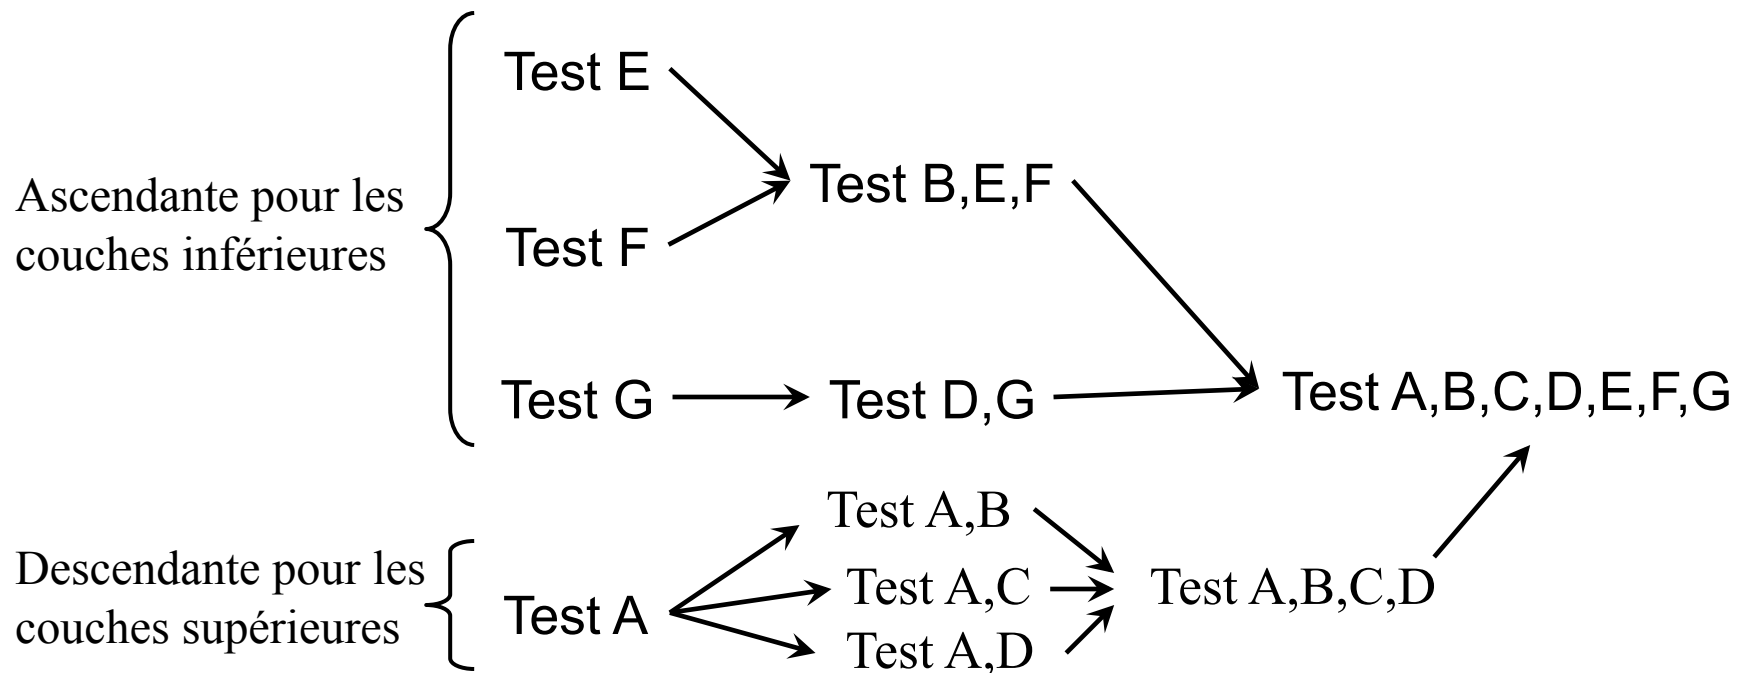 Test E
Test B,E,F
Ascendante pour les
couches inférieures
Test F
Test G
Test D,G
Test A,B,C,D,E,F,G
Test A,B
Descendante pour les
couches supérieures
Test A
Test A,C
Test A,B,C,D
Test A,D